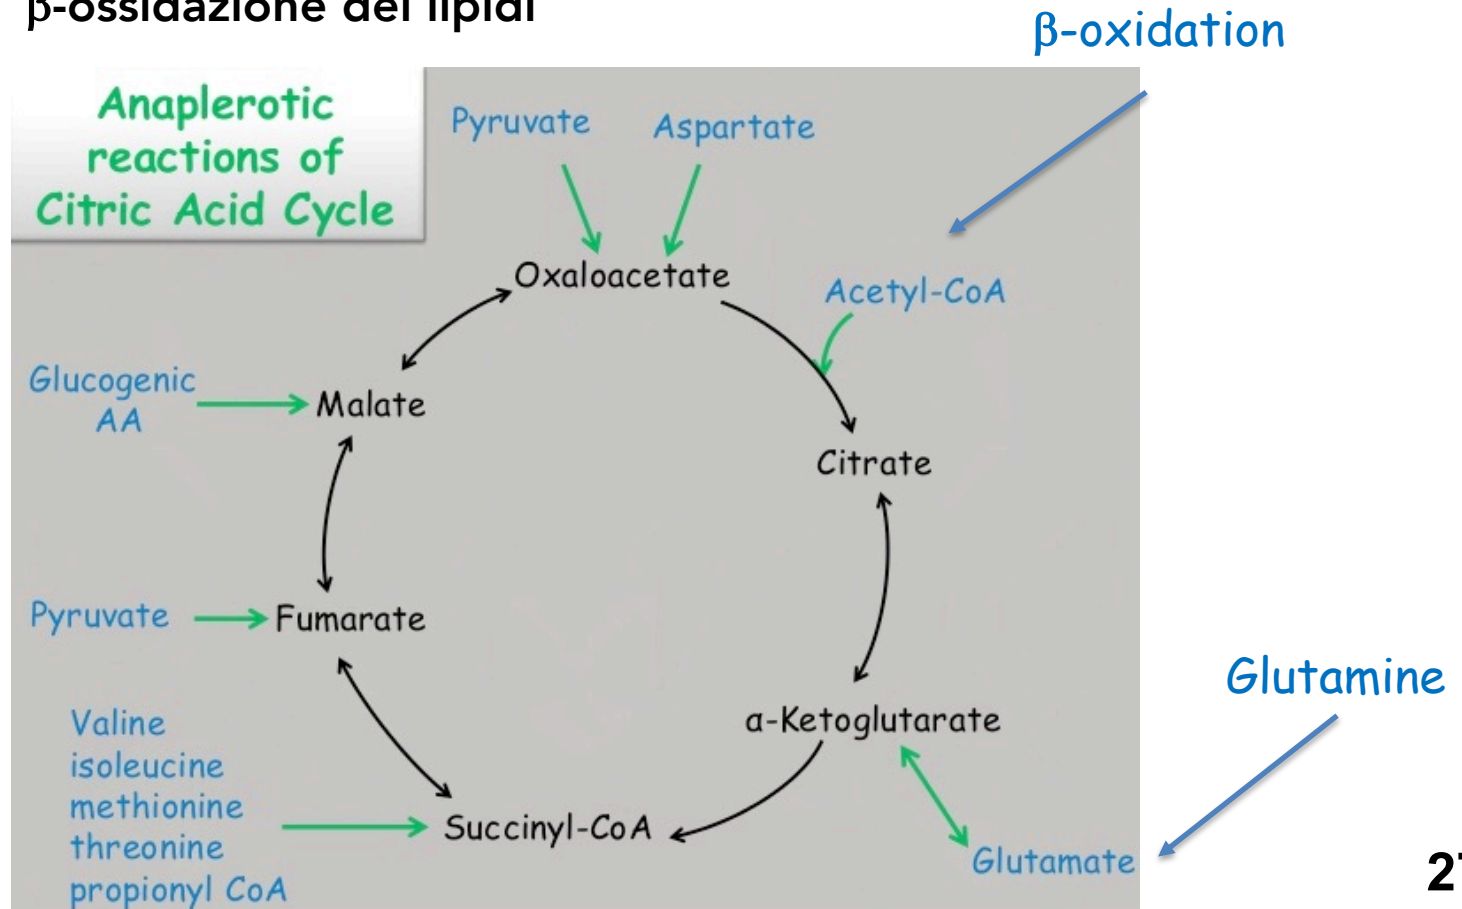 β-ossidazione dei lipidi
β-oxidation
Anaplerotic
reactions of
Citric Acid Cycle
Pyruvate
Aspartate
Oxaloacetate
Acetyl-CoA
Glucogenic
AA
Malate
Citrate
Pyruvate
Fumarate
Glutamine
α-Ketoglutarate
Valine
isoleucine
methionine
threonine
propionyl CoA
Succinyl-CoA
Glutamate